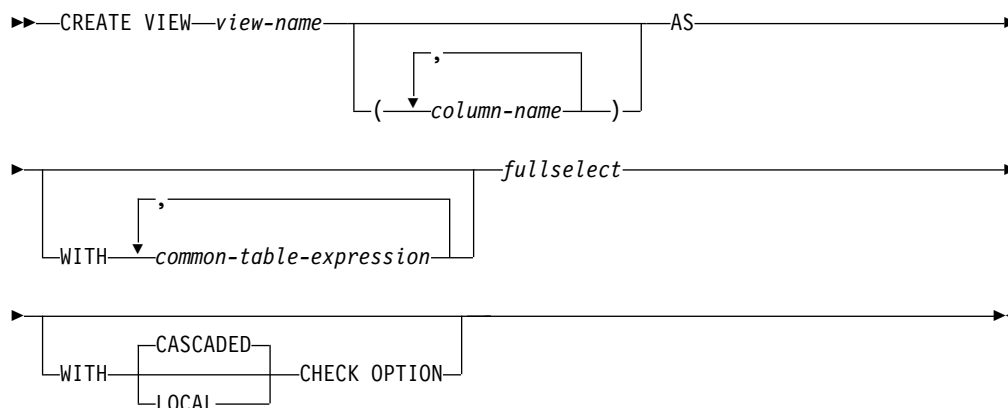 CREATE VIEW view-name AS
,
( column-name )
fullselect
,
WITH common-table-expression
CASCADED
WITH CHECK OPTION
LOCAL